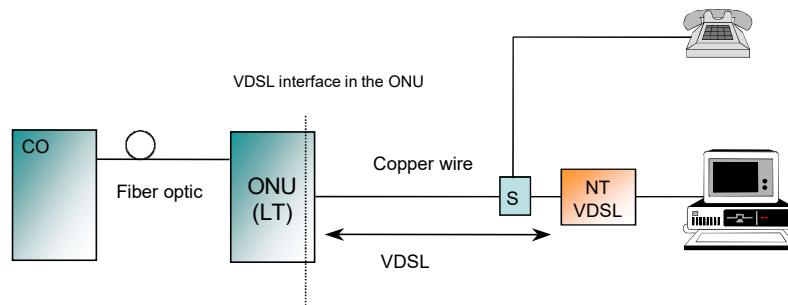 VDSL interface in the ONU
CO
Fiber optic
ONU
(LT)
Copper wire
S
NT
VDSL
VDSL